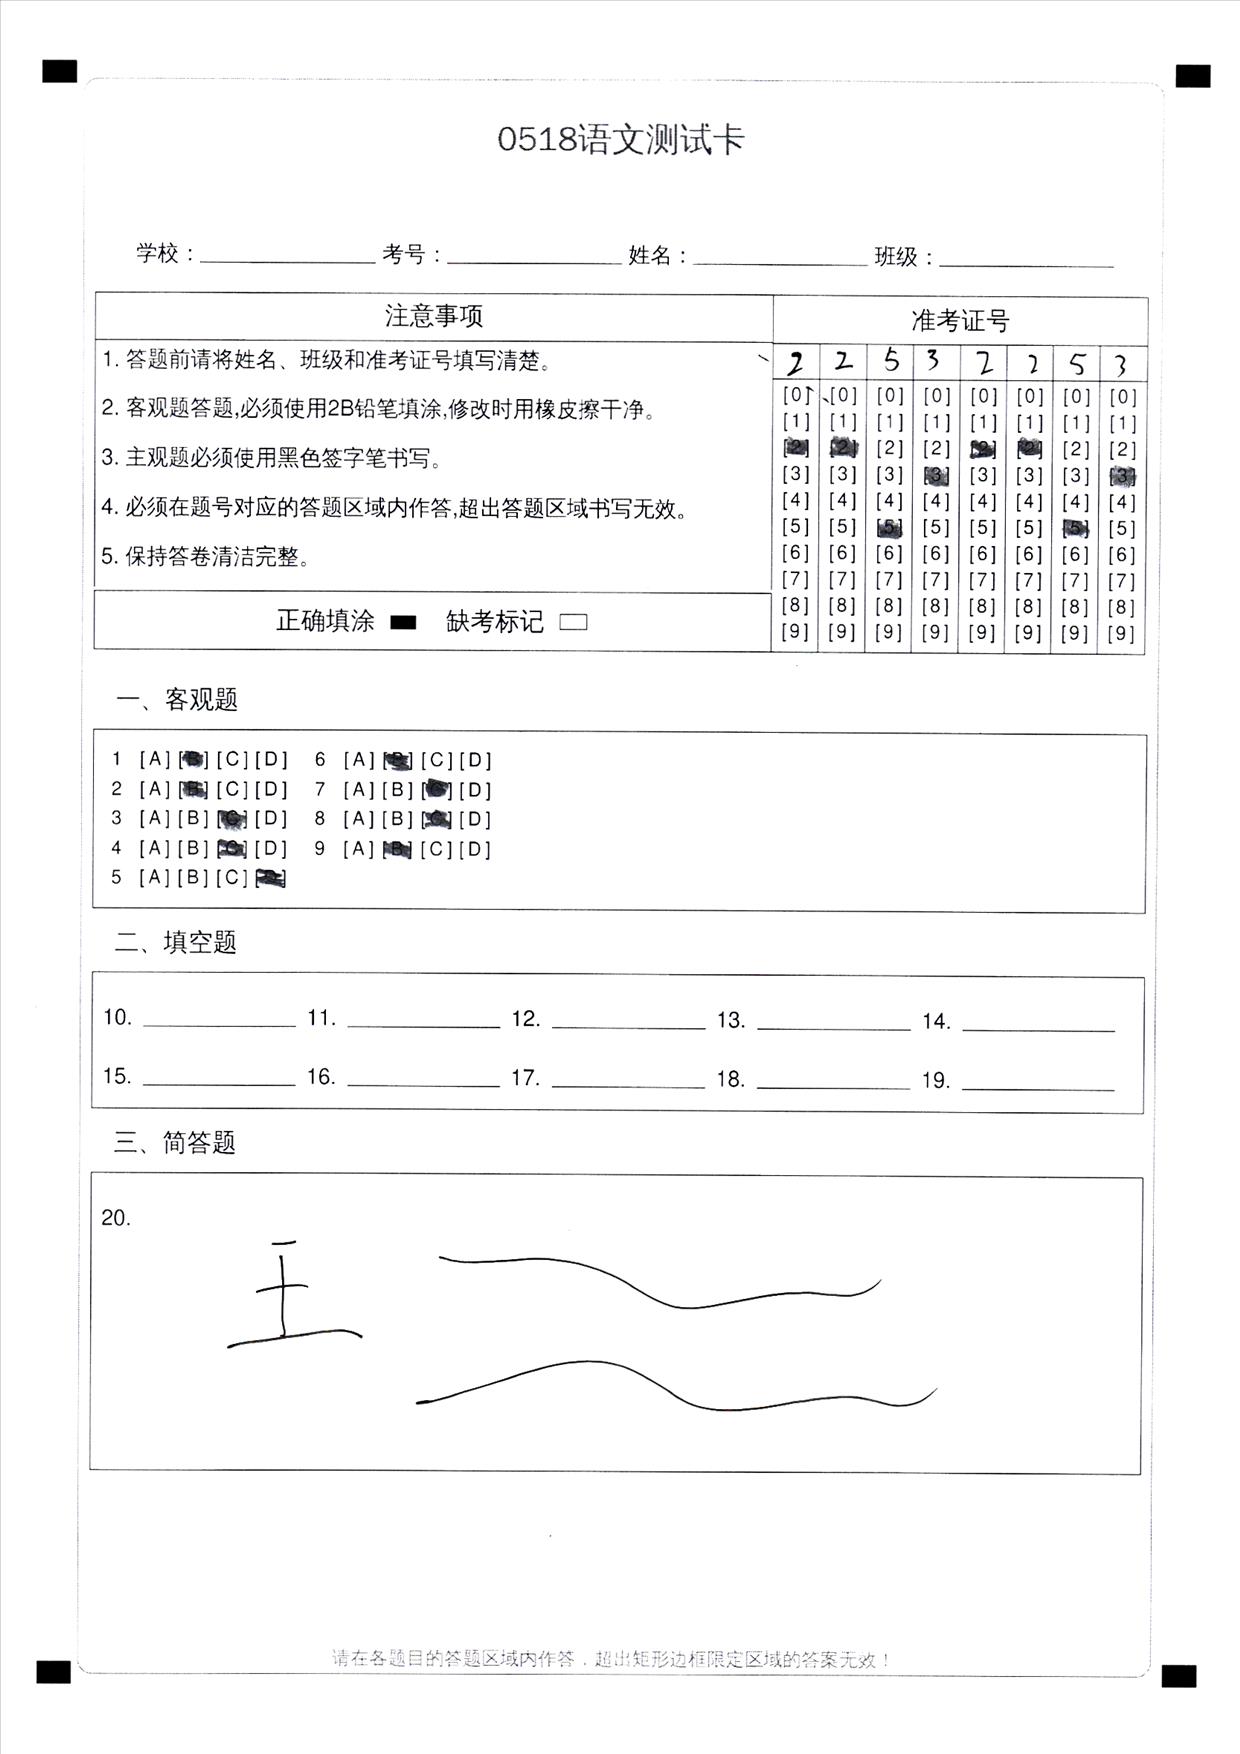 0518语文测试卡
学校：____________ 考号：____________ 姓名：____________ 班级：____________
注意事项 准考证号
2 2 5 3 2 2 5 3
1. 答题前请将姓名、班级和准考证号填写清楚。
2. 客观题答题,必须使用2B铅笔填涂,修改时用橡皮擦干净。
3. 主观题必须使用黑色签字笔书写。
4. 必须在题号对应的答题区域内作答,超出答题区域书写无效。
5. 保持答卷清洁完整。
正确填涂 缺考标记
[0] [0] [0] [0] [0] [0] [0] [0]
[1] [1] [1] [1] [1] [1] [1] [1]
[2] [2] [2] [2] [2] [2] [2] [2]
[3] [3] [3] [3] [3] [3] [3] [3]
[4] [4] [4] [4] [4] [4] [4] [4]
[5] [5] [5] [5] [5] [5] [5] [5]
[6] [6] [6] [6] [6] [6] [6] [6]
[7] [7] [7] [7] [7] [7] [7] [7]
[8] [8] [8] [8] [8] [8] [8] [8]
[9] [9] [9] [9] [9] [9] [9] [9]
一、客观题
1 [A] [B] [C] [D] 6 [A] [B] [C] [D]
2 [A] [B] [C] [D] 7 [A] [B] [C] [D]
3 [A] [B] [C] [D] 8 [A] [B] [C] [D]
4 [A] [B] [C] [D] 9 [A] [B] [C] [D]
5 [A] [B] [C] [D]
二、填空题
10. ____________ 11. ____________ 12. ____________ 13. ____________ 14. ____________
15. ____________ 16. ____________ 17. ____________ 18. ____________ 19. ____________
三、简答题
20.
王
请在各题目的答题区域内作答，超出矩形边框限定区域的答案无效！